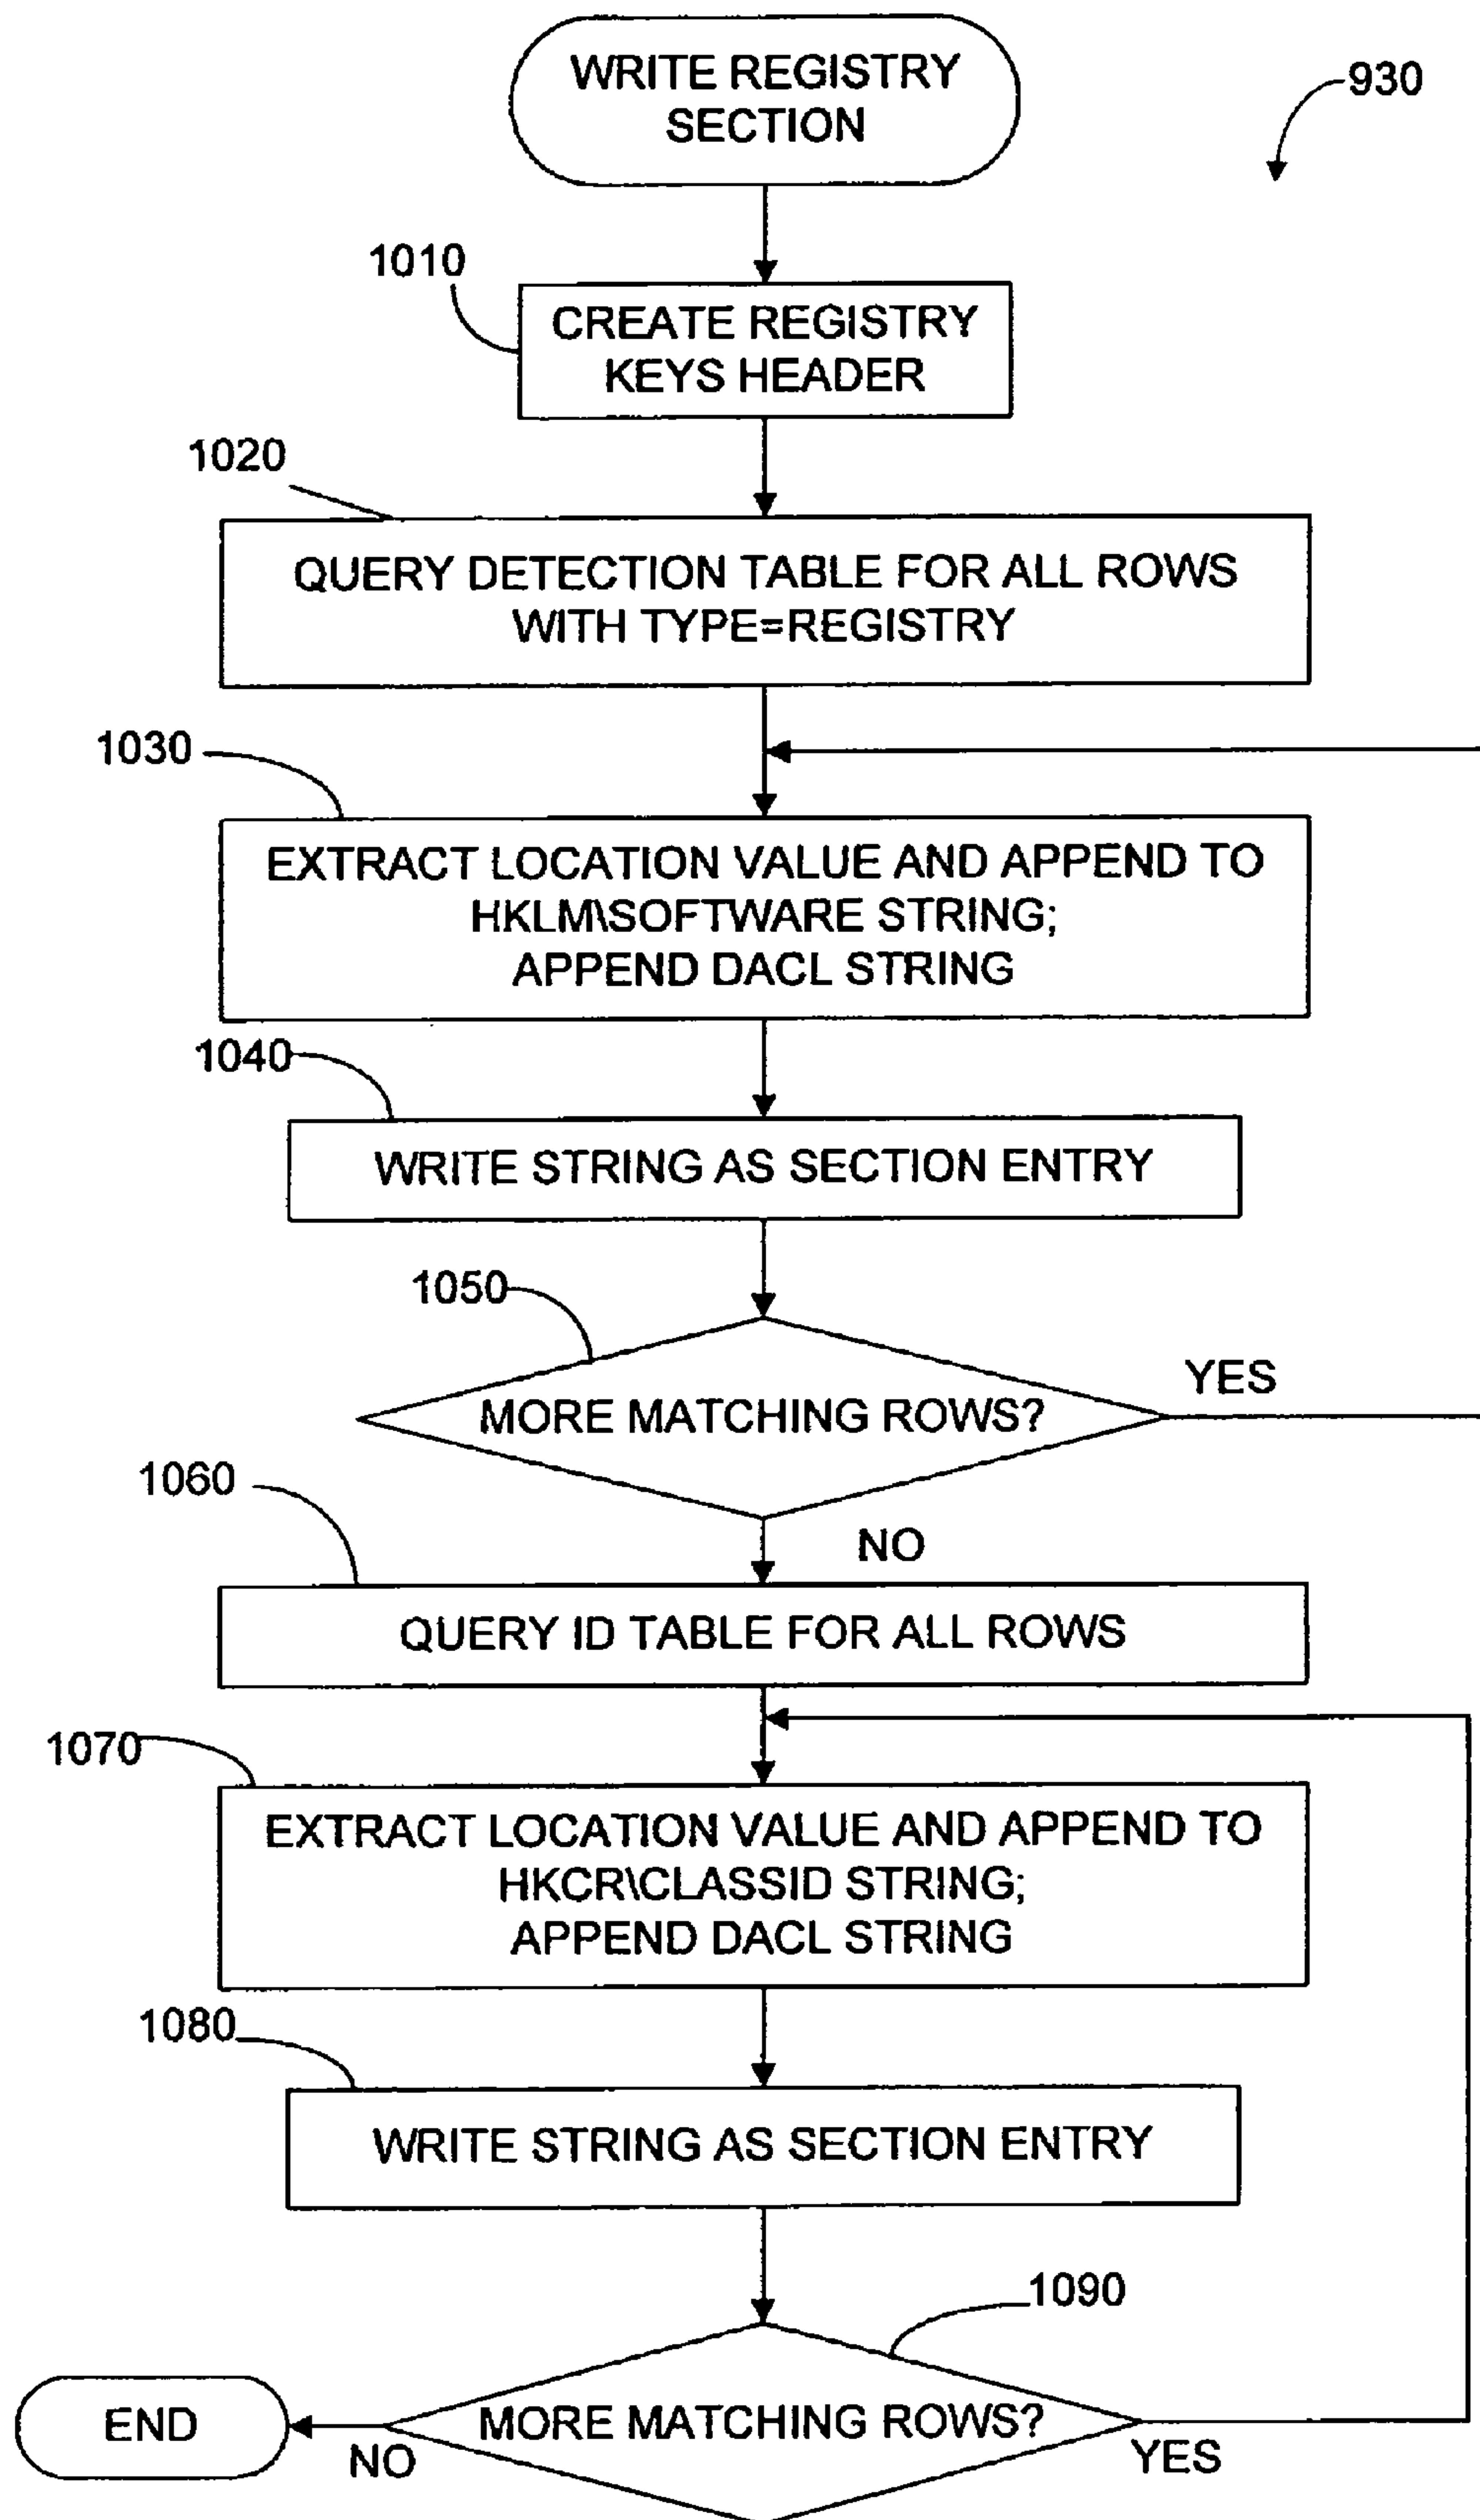 WRITE REGISTRY
SECTION
930
1010
CREATE REGISTRY
KEYS HEADER
1020
QUERY DETECTION TABLE FOR ALL ROWS
WITH TYPE=REGISTRY
1030
EXTRACT LOCATION VALUE AND APPEND TO
HKLM\SOFTWARE STRING;
APPEND DACL STRING
1040
WRITE STRING AS SECTION ENTRY
1050
MORE MATCHING ROWS?
YES
NO
1060
QUERY ID TABLE FOR ALL ROWS
1070
EXTRACT LOCATION VALUE AND APPEND TO
HKCR\CLASSID STRING;
APPEND DACL STRING
1080
WRITE STRING AS SECTION ENTRY
1090
MORE MATCHING ROWS?
YES
NO
END